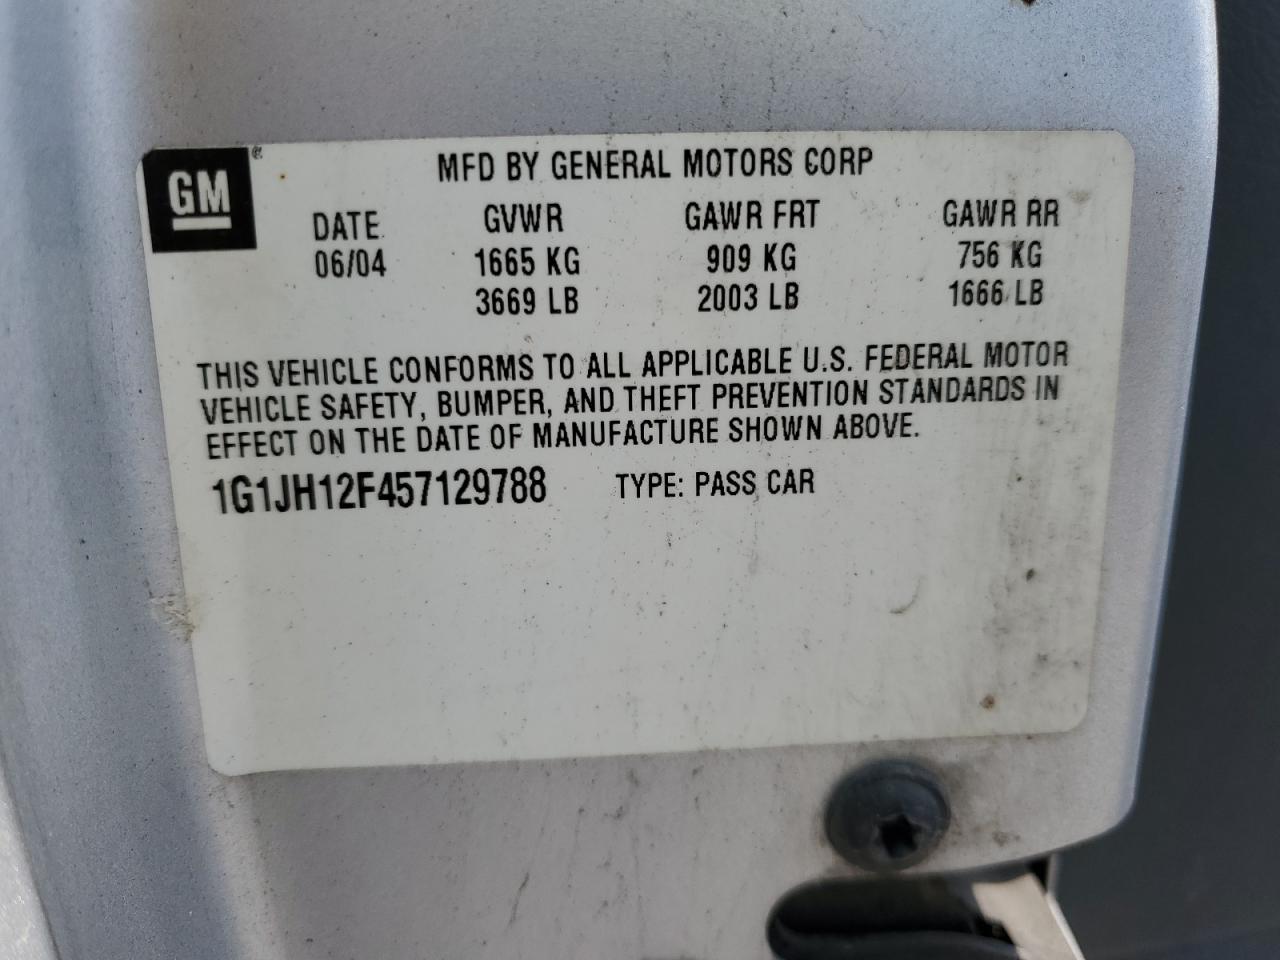 GM®
MFD BY GENERAL MOTORS CORP
DATE GVWR GAWR FRT GAWR RR
06/04 1665 KG 909 KG 756 KG
3669 LB 2003 LB 1666 LB
THIS VEHICLE CONFORMS TO ALL APPLICABLE U.S. FEDERAL MOTOR
VEHICLE SAFETY, BUMPER, AND THEFT PREVENTION STANDARDS IN
EFFECT ON THE DATE OF MANUFACTURE SHOWN ABOVE.
1G1JH12F457129788 TYPE: PASS CAR